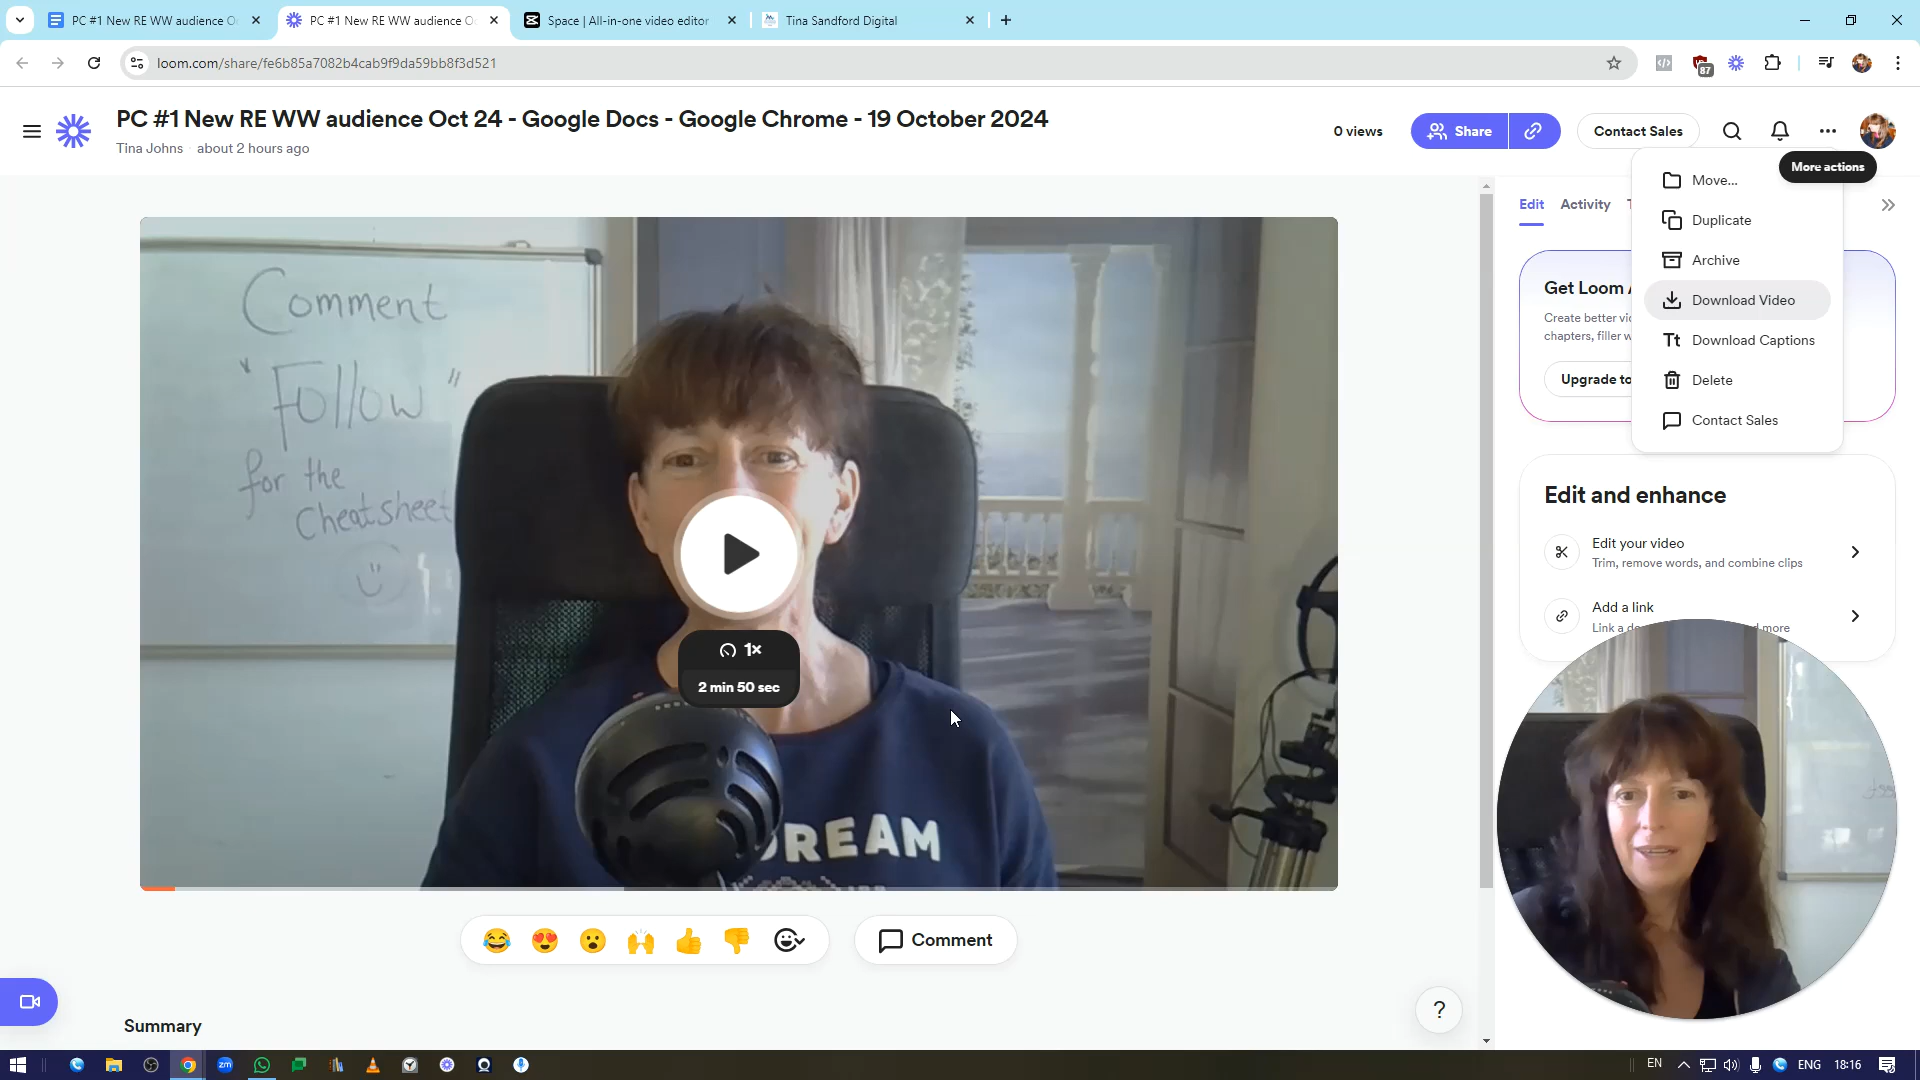 PC #1 New RE WW audience O
PC #1 New RE WW audience O
Space | All-in-one video editor
Tina Sandford Digital
loom.com/share/fe6b85a7082b4cab9f9da59bb8f3d521
87
PC #1 New RE WW audience Oct 24 - Google Docs - Google Chrome - 19 October 2024
Tina Johns
about 2 hours ago
0 views
Share
Contact Sales
More actions
Move...
Duplicate
Archive
Download Video
Download Captions
Delete
Contact Sales
Edit
Activity
T
Get Loom A
Create better vi
chapters, filler w
Upgrade to
Edit and enhance
Edit your video
Trim, remove words, and combine clips
Add a link
Link a d
d more
Comment
"Follow"
for the
Cheatsheet
1×
2 min 50 sec
DREAM
Comment
Summary
?
zm
EN
ENG
18:16